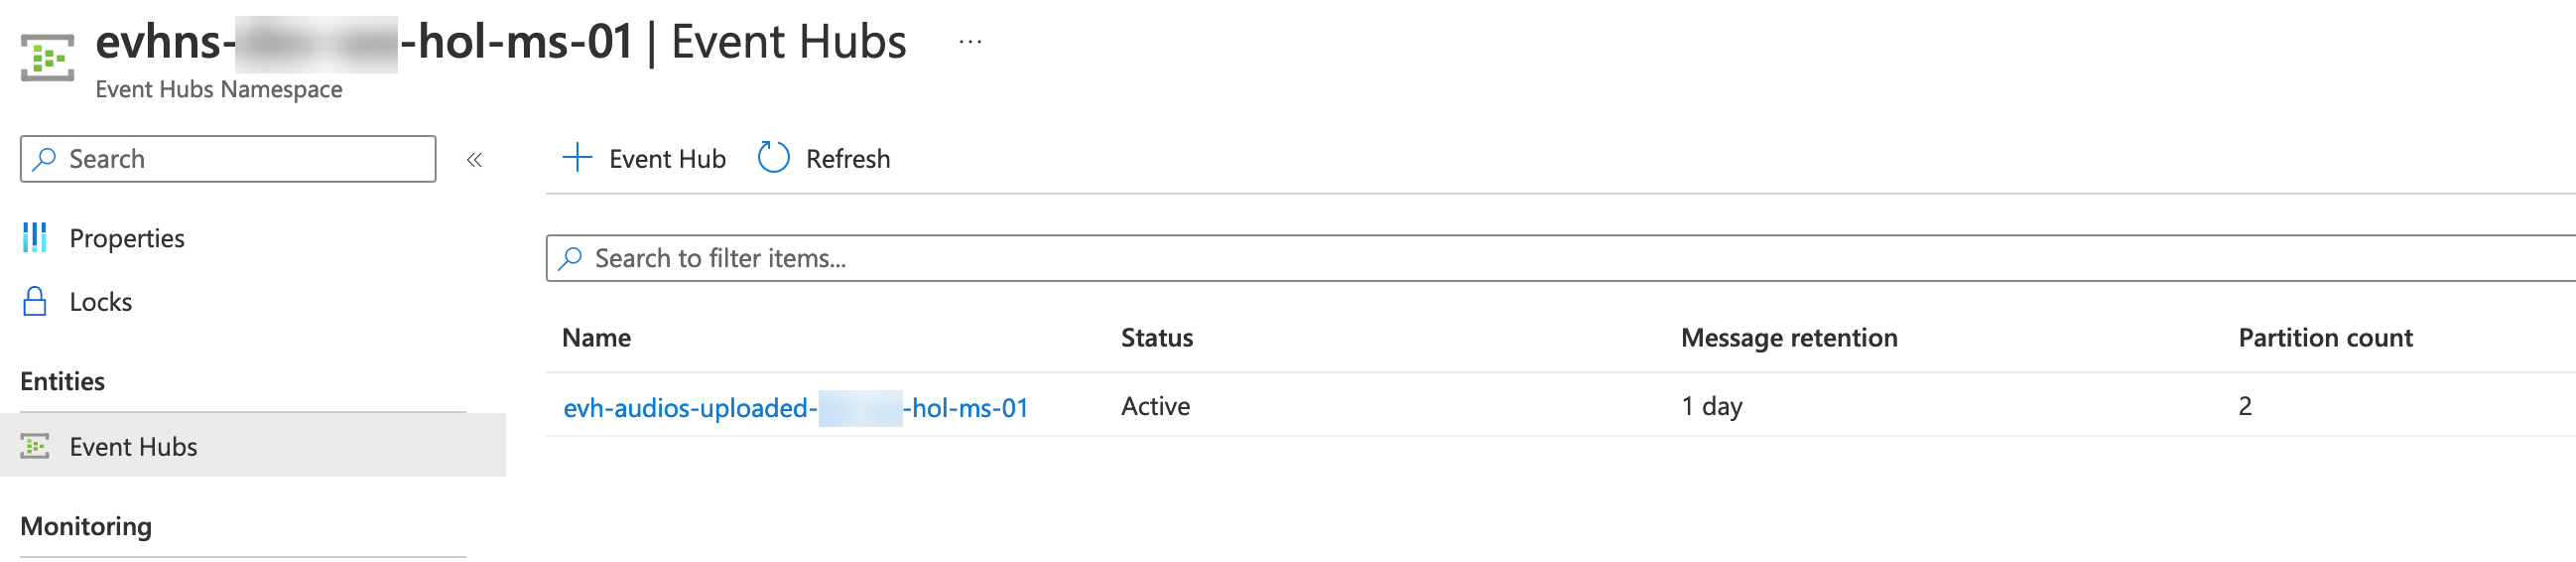 evhns- -hol-ms-01 | Event Hubs ...
Event Hubs Namespace
Search «
Properties
Locks
Entities
Event Hubs
Monitoring
+ Event Hub Refresh
Search to filter items...
Name Status Message retention Partition count
evh-audios-uploaded- -hol-ms-01 Active 1 day 2